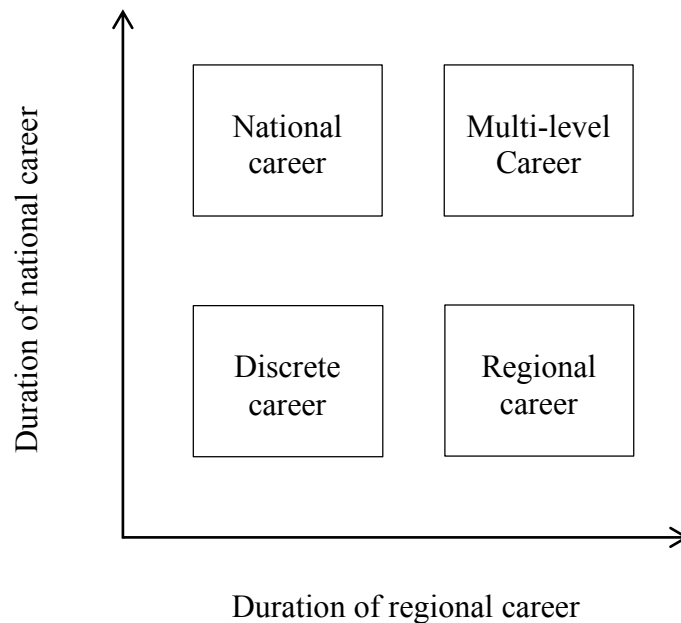 Duration of national career
National
career
Multi-level
Career
Discrete
career
Regional
career
Duration of regional career